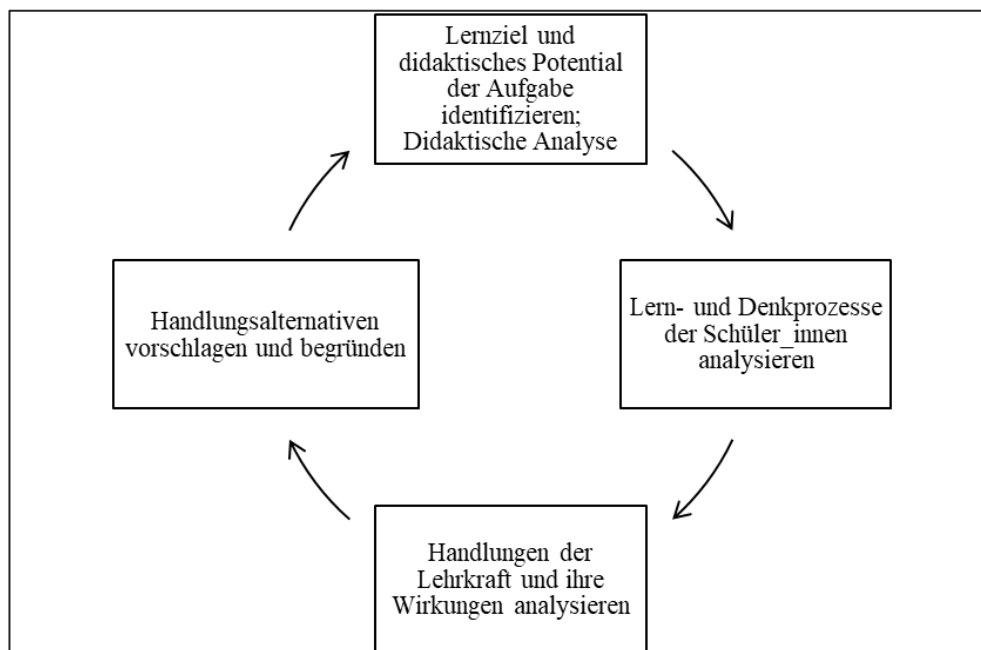 Lernziel und
didaktisches Potential
der Aufgabe
identifizieren;
Didaktische Analyse
Handlungsalternativen
vorschlagen und begründen
Lern- und Denkprozesse
der Schüler_innen
analysieren
Handlungen der
Lehrkraft und ihre
Wirkungen analysieren